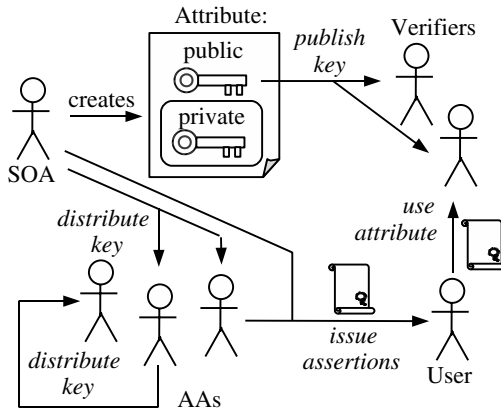 Attribute:
Verifiers
public
publish
key
creates
private
SOA
distribute
key
use
attribute
distribute
key
issue
assertions
User
AAs